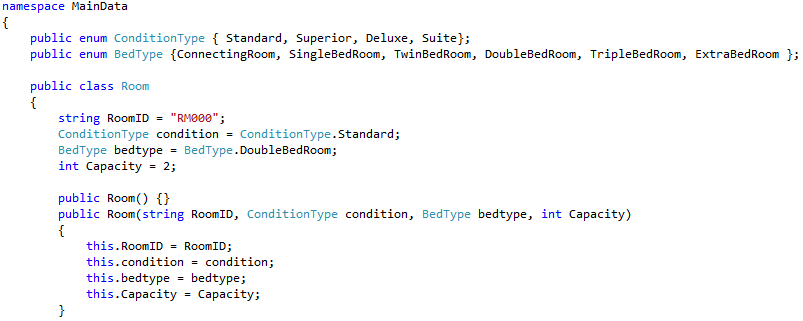 namespace MainData
{
    public enum ConditionType { Standard, Superior, Deluxe, Suite};
    public enum BedType {ConnectingRoom, SingleBedRoom, TwinBedRoom, DoubleBedRoom, TripleBedRoom, ExtraBedRoom };

    public class Room
    {
        string RoomID = "RM000";
        ConditionType condition = ConditionType.Standard;
        BedType bedtype = BedType.DoubleBedRoom;
        int Capacity = 2;

        public Room() {}
        public Room(string RoomID, ConditionType condition, BedType bedtype, int Capacity)
        {
            this.RoomID = RoomID;
            this.condition = condition;
            this.bedtype = bedtype;
            this.Capacity = Capacity;
        }